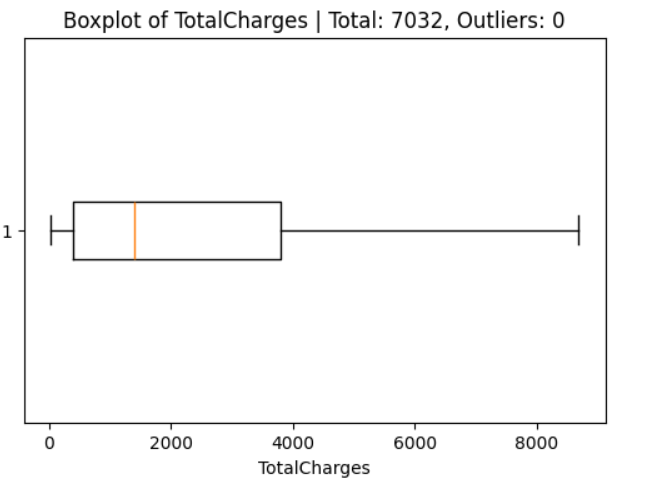 Boxplot of TotalCharges | Total: 7032, Outliers: 0
1
0 2000 4000 6000 8000
TotalCharges